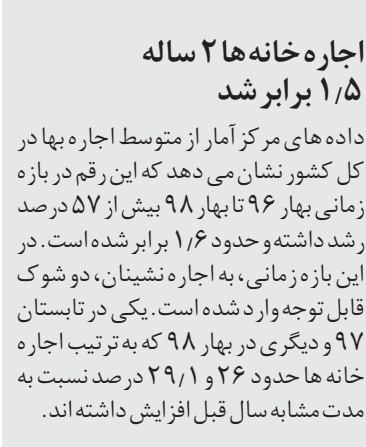 اجاره خانه‌ها ۲ ساله
۱٫۵ برابر شد
داده های مرکز آمار از متوسط اجاره بها در
کل کشور نشان می دهد که این رقم در بازه
زمانی بهار ۹۶ تا بهار ۹۸ بیش از ۵۷ درصد
رشد داشته و حدود ۱٫۶ برابر شده است. در
این بازه زمانی، به اجاره نشینان، دو شوک
قابل توجه وارد شده است. یکی در تابستان
۹۷ و دیگری در بهار ۹۸ که به ترتیب اجاره
خانه ها حدود ۲۶ و ۲۹٫۱ درصد نسبت به
مدت مشابه سال قبل افزایش داشته اند.